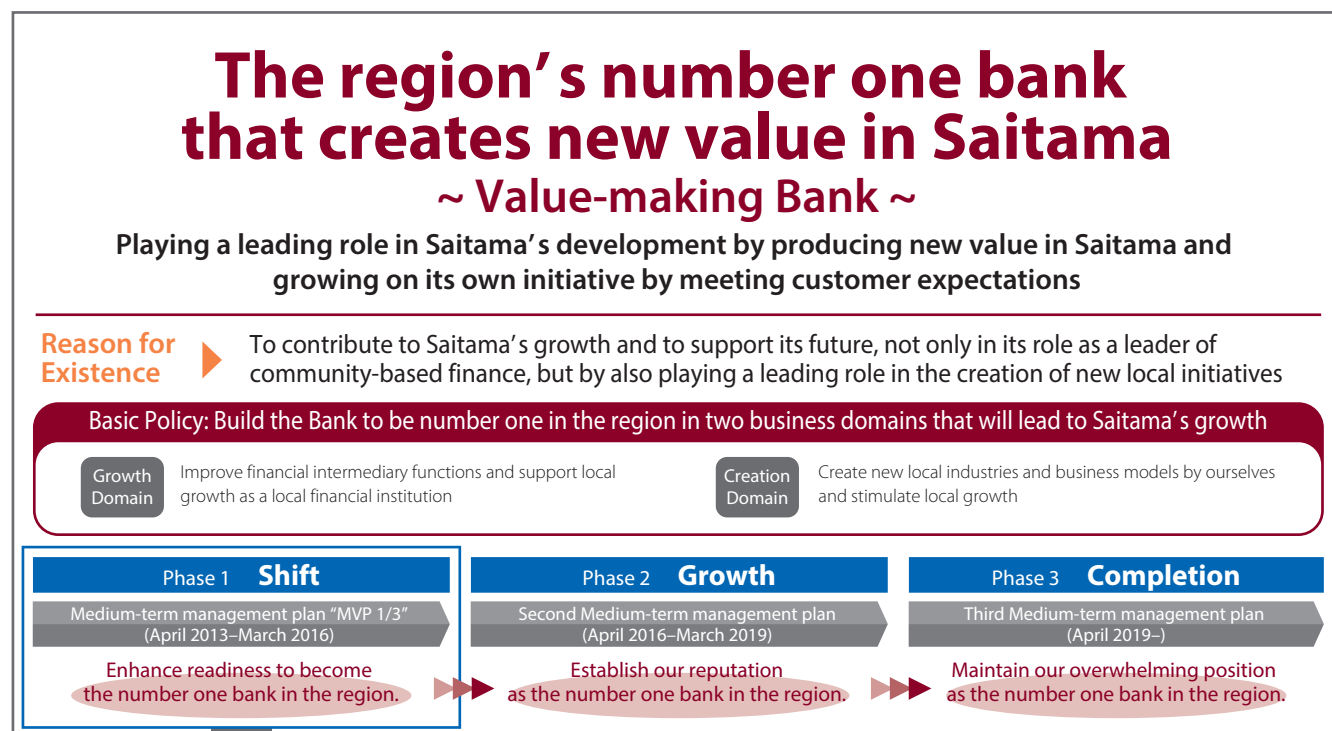 The region's number one bank
that creates new value in Saitama
~ Value-making Bank ~
Playing a leading role in Saitama's development by producing new value in Saitama and
growing on its own initiative by meeting customer expectations
Reason for
Existence
To contribute to Saitama's growth and to support its future, not only in its role as a leader of
community-based finance, but by also playing a leading role in the creation of new local initiatives
Basic Policy: Build the Bank to be number one in the region in two business domains that will lead to Saitama's growth
Growth
Domain
Improve financial intermediary functions and support local
growth as a local financial institution
Creation
Domain
Create new local industries and business models by ourselves
and stimulate local growth
Phase 1 Shift
Medium-term management plan “MVP 1/3”
(April 2013–March 2016)
Enhance readiness to become
the number one bank in the region.
Phase 2 Growth
Second Medium-term management plan
(April 2016–March 2019)
Establish our reputation
as the number one bank in the region.
Phase 3 Completion
Third Medium-term management plan
(April 2019–)
Maintain our overwhelming position
as the number one bank in the region.